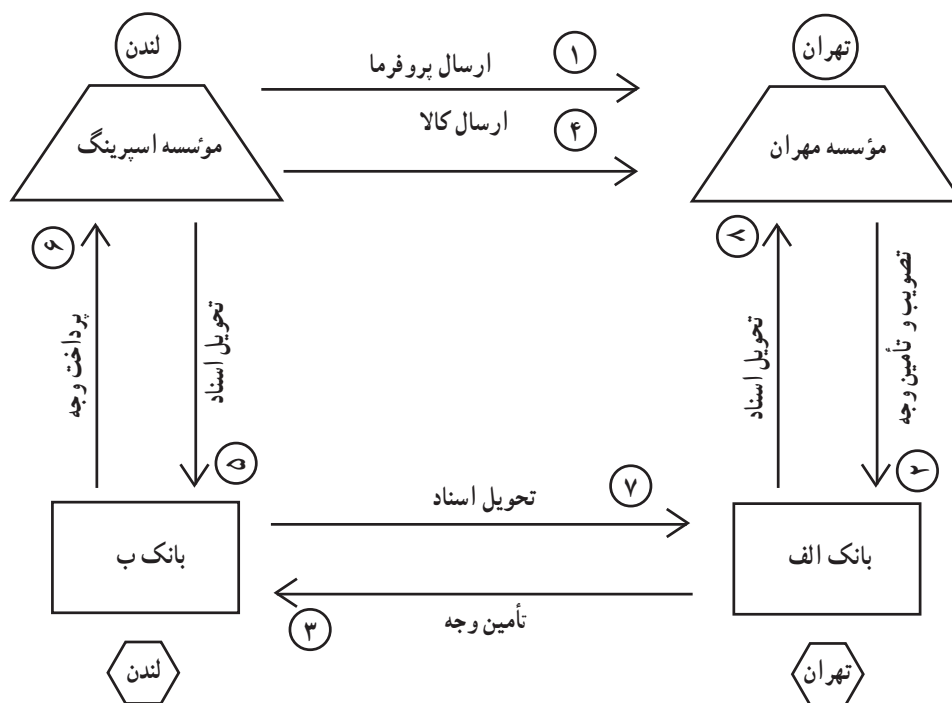 تهران
لندن
۱
ارسال پروفرما
۴
ارسال کالا
مؤسسه مهران
مؤسسه اسپرینگ
۸
۶
تصویب و تأمین وجه
تحویل اسناد
تحویل اسناد
پرداخت وجه
۲
۵
۷
تحویل اسناد
بانک الف
بانک ب
تأمین وجه
۳
تهران
لندن